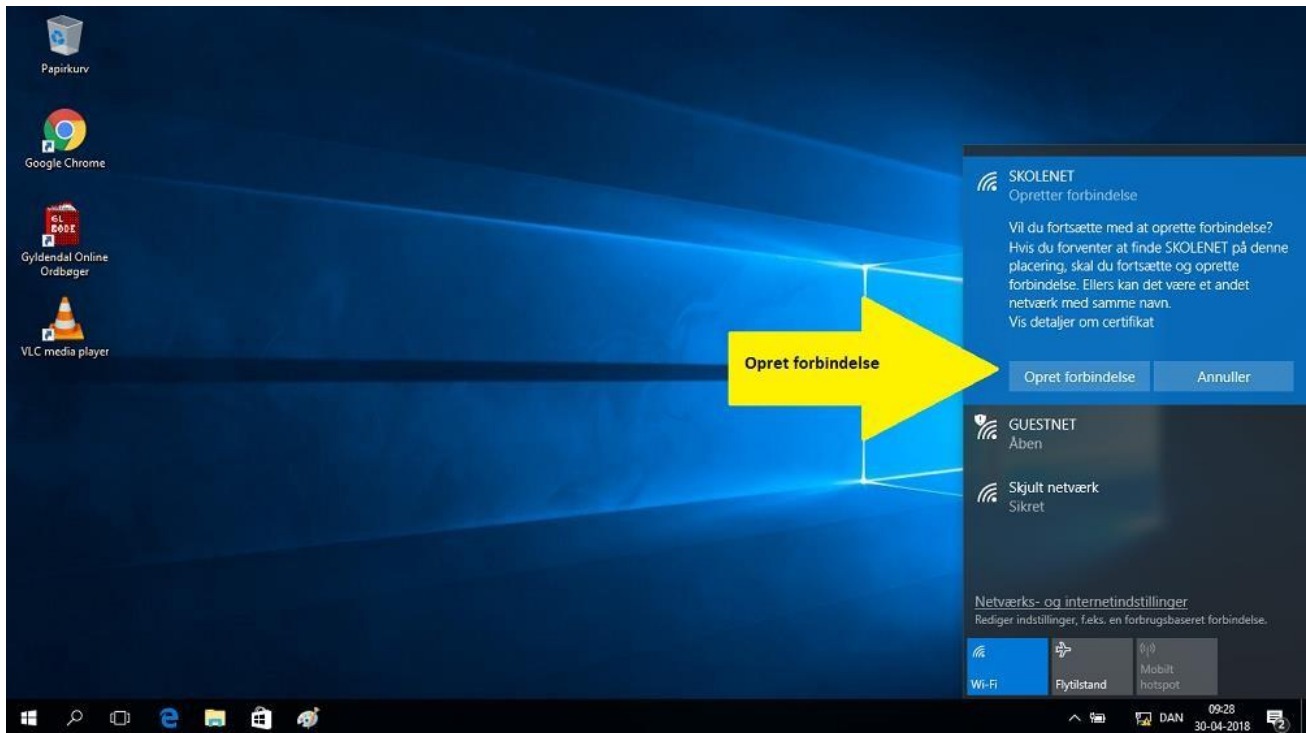 Papirkurv
Google Chrome
GL
RØDE
Gyldendal Online
Ordbøger
VLC media player
Opret forbindelse
SKOLENET
Opretter forbindelse
Vil du fortsætte med at oprette forbindelse?
Hvis du forventer at finde SKOLENET på denne
placering, skal du fortsætte og oprette
forbindelse. Ellers kan det være et andet
netværk med samme navn.
Vis detaljer om certifikat
Opret forbindelse
Annuller
GUESTNET
Åben
Skjult netværk
Sikret
Netværks- og internetindstillinger
Rediger indstillinger, f.eks. en forbrugsbaseret forbindelse.
Wi-Fi
Flytilstand
Mobilt
hotspot
DAN
09:28
30-04-2018
2